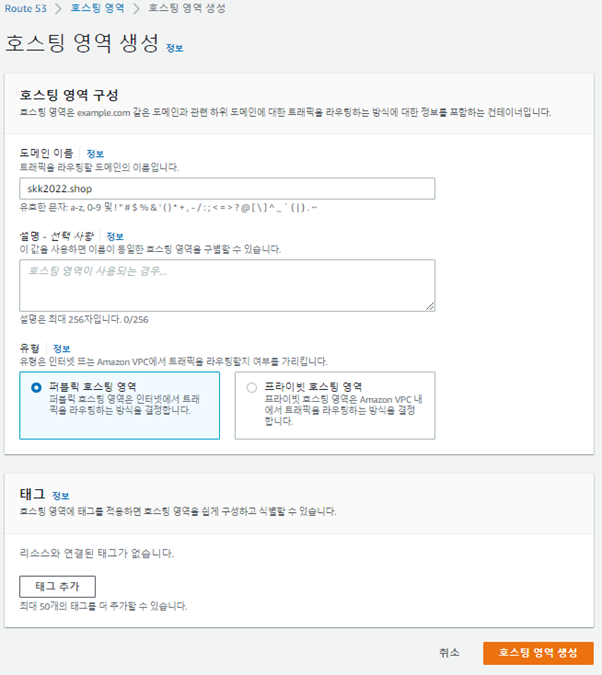 Route 53 > 호스팅 영역 > 호스팅 영역 생성
호스팅 영역 생성 정보
호스팅 영역 구성
호스팅 영역은 example.com 같은 도메인과 관련 하위 도메인에 대한 트래픽을 라우팅하는 방식에 대한 정보를 포함하는 컨테이너입니다.
도메인 이름 정보
트래픽을 라우팅할 도메인의 이름입니다.
skk2022.shop
유효한 문자: a-z, 0-9 및 ! " # $ % & ' ( ) * + , - / : ; < = > ? @ [ \ ] ^ _ ` { | } . ~
설명 - 선택 사항 정보
이 값을 사용하면 이름이 동일한 호스팅 영역을 구별할 수 있습니다.
호스팅 영역이 사용되는 경우...
설명은 최대 256자입니다. 0/256
유형 정보
유형은 인터넷 또는 Amazon VPC에서 트래픽을 라우팅할지 여부를 가리킵니다.
퍼블릭 호스팅 영역
퍼블릭 호스팅 영역은 인터넷에서 트래
픽을 라우팅하는 방식을 결정합니다.
프라이빗 호스팅 영역
프라이빗 호스팅 영역은 Amazon VPC 내
에서 트래픽을 라우팅하는 방식을 결정
합니다.
태그 정보
호스팅 영역에 태그를 적용하면 호스팅 영역을 쉽게 구성하고 식별할 수 있습니다.
리소스와 연결된 태그가 없습니다.
태그 추가
최대 50개의 태그를 더 추가할 수 있습니다.
취소 호스팅 영역 생성